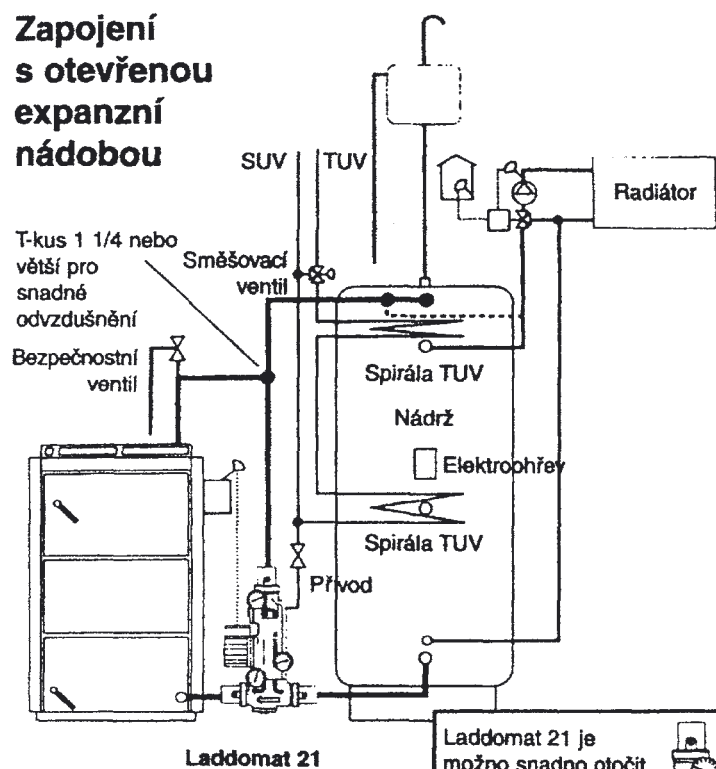 Zapojení
s otevřenou
expanzní
nádobou
SUV
TUV
Radiátor
T-kus 1 1/4 nebo
větší pro
snadné
odvzdušnění
Směšovací
ventil
Bezpečnostní
ventil
Spirála TUV
Nádrž
Elektroohřev
Spirála TUV
Přívod
Laddomat 21
Laddomat 21 je
možno snadno otočit